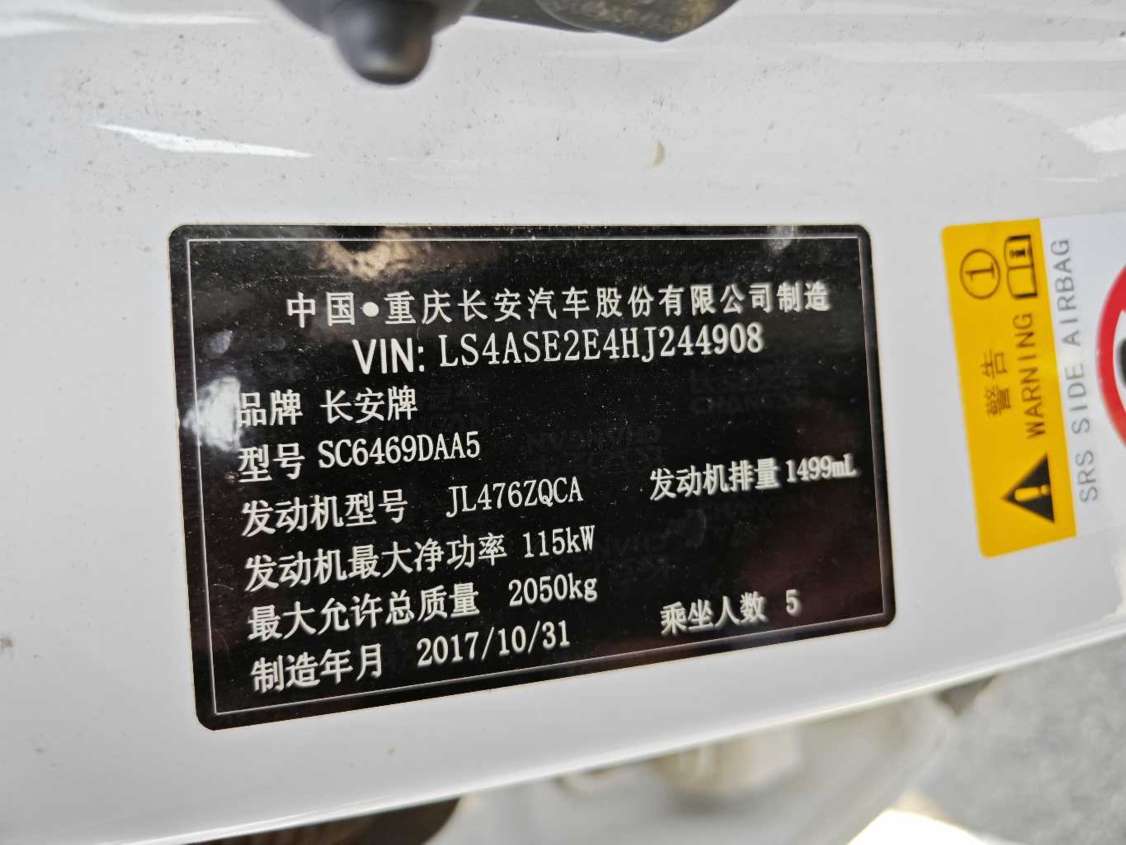 中国●重庆长安汽车股份有限公司制造
VIN: LS4ASE2E4HJ244908
品牌 长安牌
型号 SC6469DAA5
发动机型号 JL476ZQCA 发动机排量 1499mL
发动机最大净功率 115kW
最大允许总质量 2050kg
制造年月 2017/10/31 乘坐人数 5
①
警告
WARNING
SRS SIDE AIRBAG